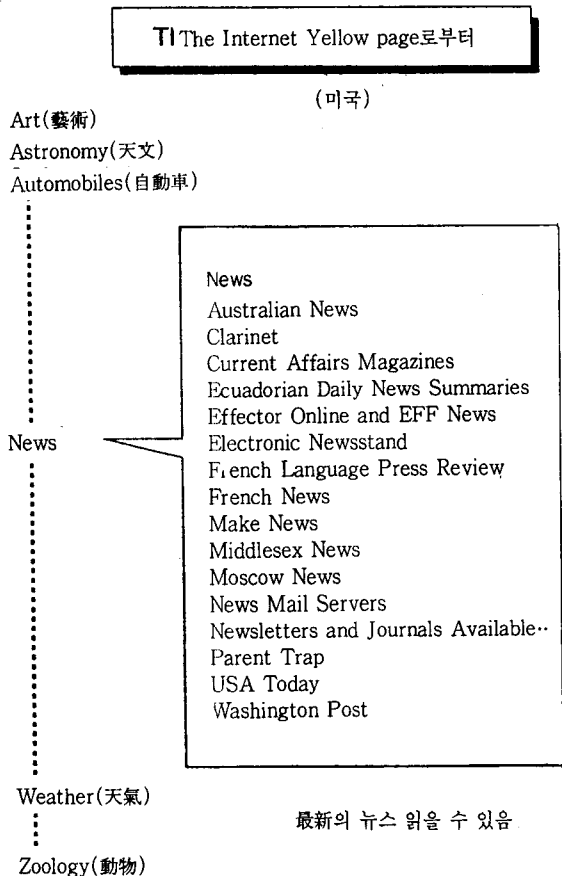 TI The Internet Yellow page로부터
(미국)
Art(藝術)
Astronomy(天文)
Automobiles(自動車)
News
News
Australian News
Clarinet
Current Affairs Magazines
Ecuadorian Daily News Summaries
Effector Online and EFF News
Electronic Newsstand
French Language Press Review
French News
Make News
Middlesex News
Moscow News
News Mail Servers
Newsletters and Journals Available··
Parent Trap
USA Today
Washington Post
Weather(天氣)
最新의 뉴스 읽을 수 있음
Zoology(動物)